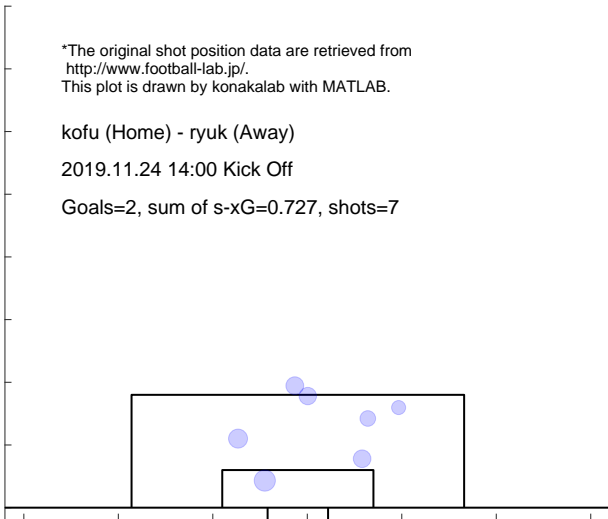 *The original shot position data are retrieved from
http://www.football-lab.jp/.
This plot is drawn by konakalab with MATLAB.
kofu (Home) - ryuk (Away)
2019.11.24 14:00 Kick Off
Goals=2, sum of s-xG=0.727, shots=7